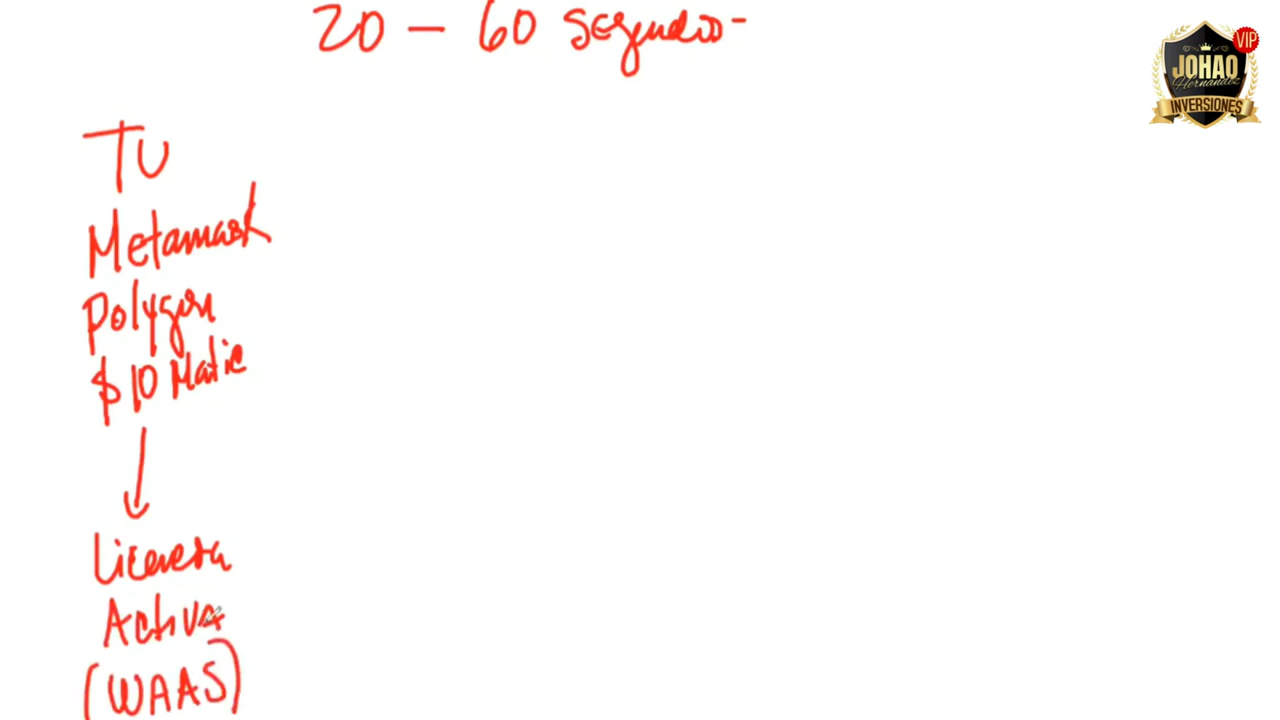 20 - 60 Segundos
VIP
JOHAO
Hernandez
INVERSIONES
TU
Metamask
Polygon
$10 Matic
Licencia
Activa
(WAAS)